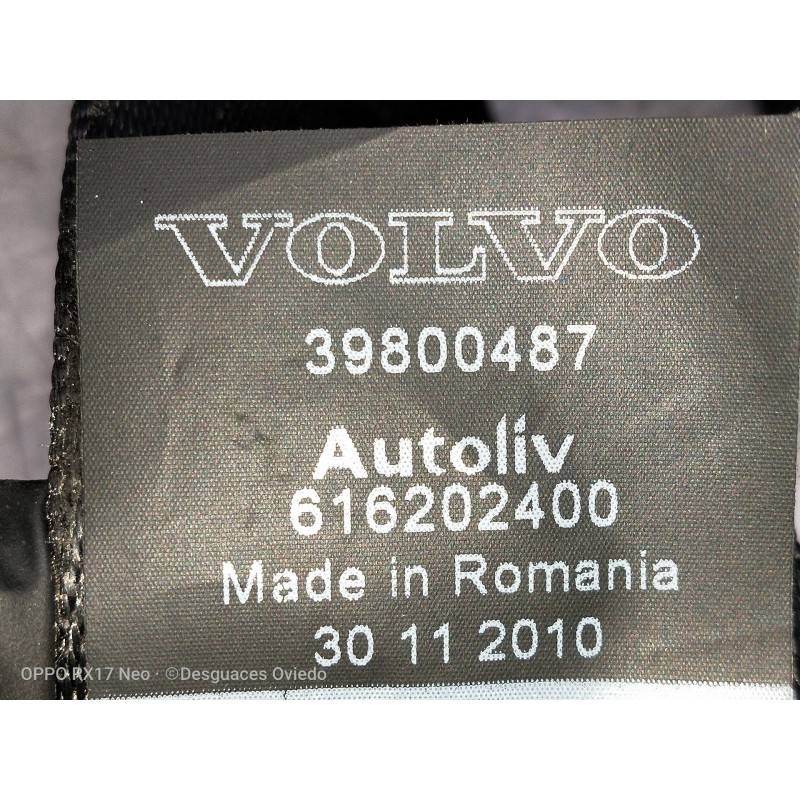 VOLVO
39800487
Autoliv
616202400
Made in Romania
30 11 2010
OPPO RX17 Neo · ©Desguaces Oviedo